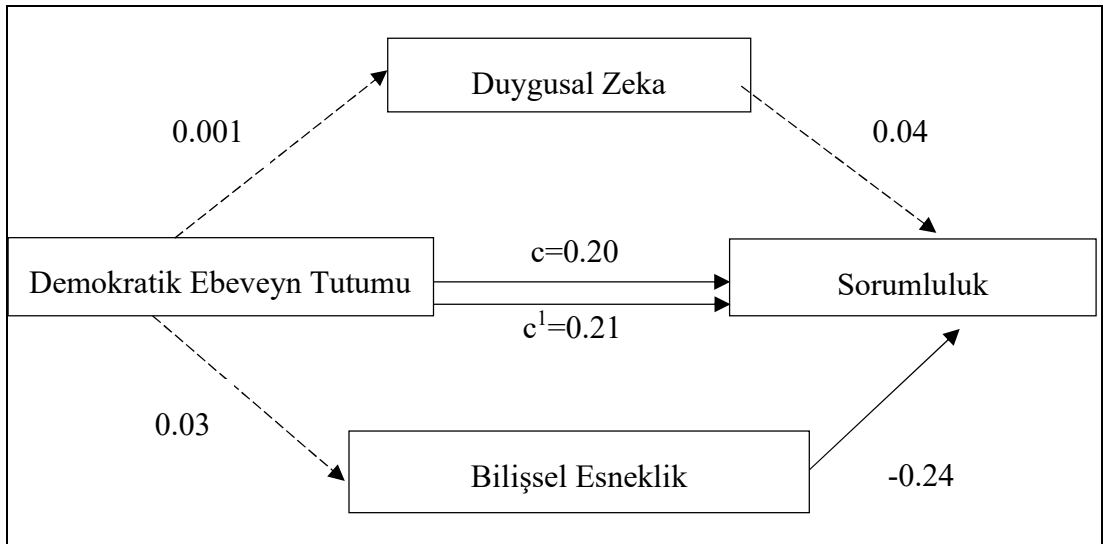 Duygusal Zeka
0.001
0.04
c=0.20
Demokratik Ebeveyn Tutumu
Sorumluluk
c¹=0.21
0.03
Bilişsel Esneklik
-0.24